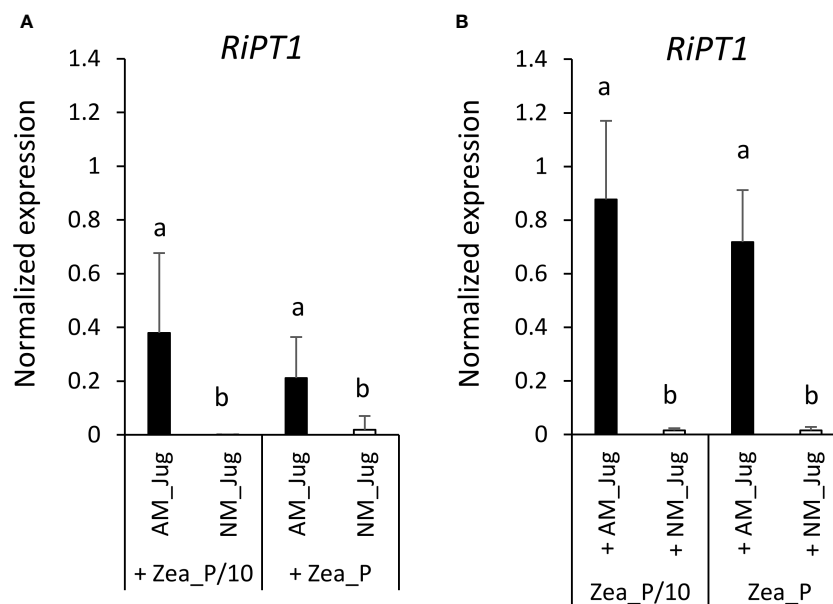 A
RiPT1
Normalized expression
1.4
1.2
1
0.8
0.6
0.4
0.2
0
a
b
a
b
AM_Jug
NM_Jug
AM_Jug
NM_Jug
+ Zea_P/10
+ Zea_P
B
RiPT1
Normalized expression
1.4
1.2
1
0.8
0.6
0.4
0.2
0
a
b
a
b
+ AM_Jug
+ NM_Jug
+ AM_Jug
+ NM_Jug
Zea_P/10
Zea_P